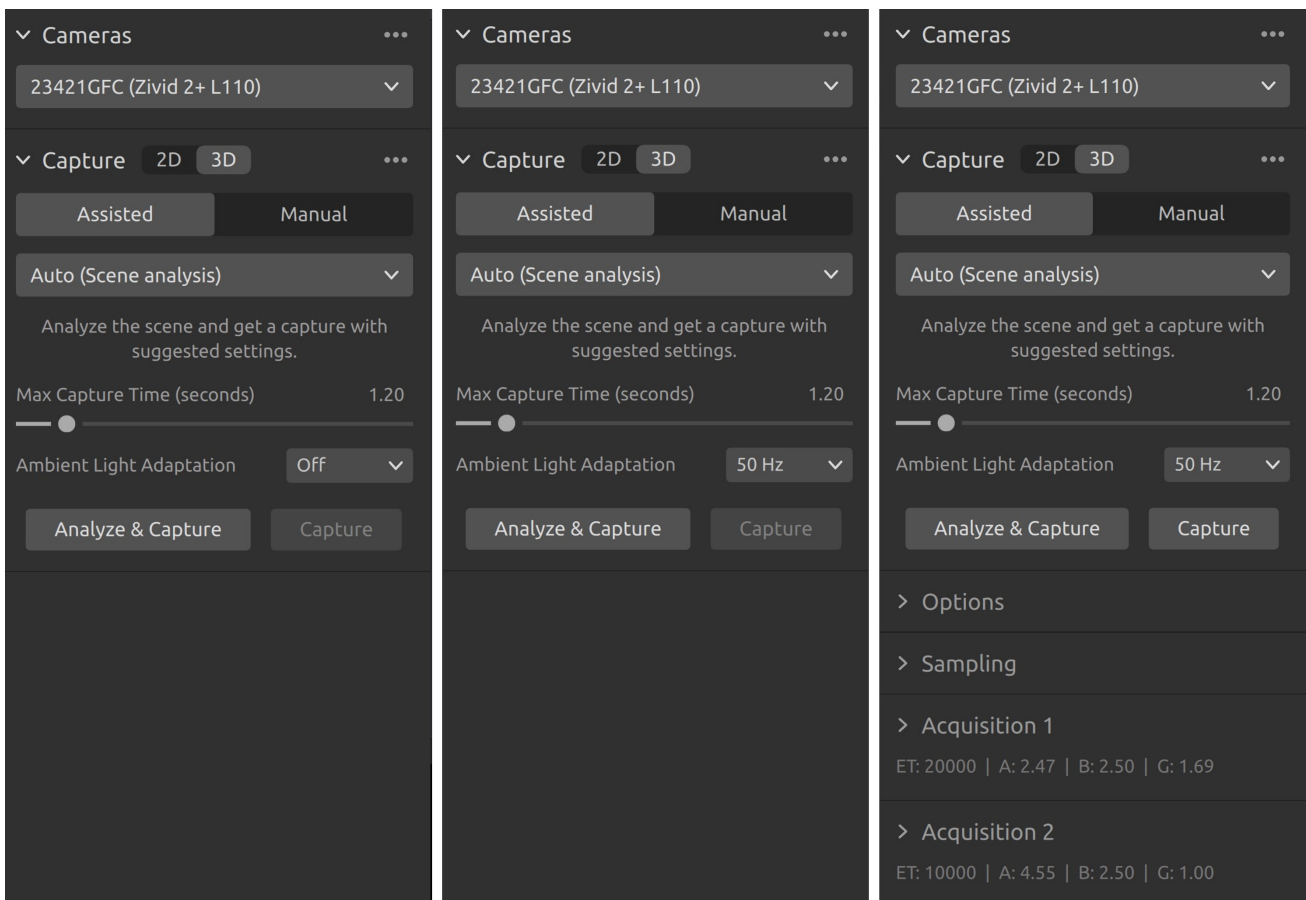 Cameras
23421GFC (Zivid 2+ L110)
Capture 2D 3D
Assisted Manual
Auto (Scene analysis)
Analyze the scene and get a capture with
suggested settings.
Max Capture Time (seconds) 1.20
Ambient Light Adaptation Off
Analyze & Capture Capture
Cameras
23421GFC (Zivid 2+ L110)
Capture 2D 3D
Assisted Manual
Auto (Scene analysis)
Analyze the scene and get a capture with
suggested settings.
Max Capture Time (seconds) 1.20
Ambient Light Adaptation 50 Hz
Analyze & Capture Capture
Cameras
23421GFC (Zivid 2+ L110)
Capture 2D 3D
Assisted Manual
Auto (Scene analysis)
Analyze the scene and get a capture with
suggested settings.
Max Capture Time (seconds) 1.20
Ambient Light Adaptation 50 Hz
Analyze & Capture Capture
Options
Sampling
Acquisition 1
ET: 20000 | A: 2.47 | B: 2.50 | G: 1.69
Acquisition 2
ET: 10000 | A: 4.55 | B: 2.50 | G: 1.00